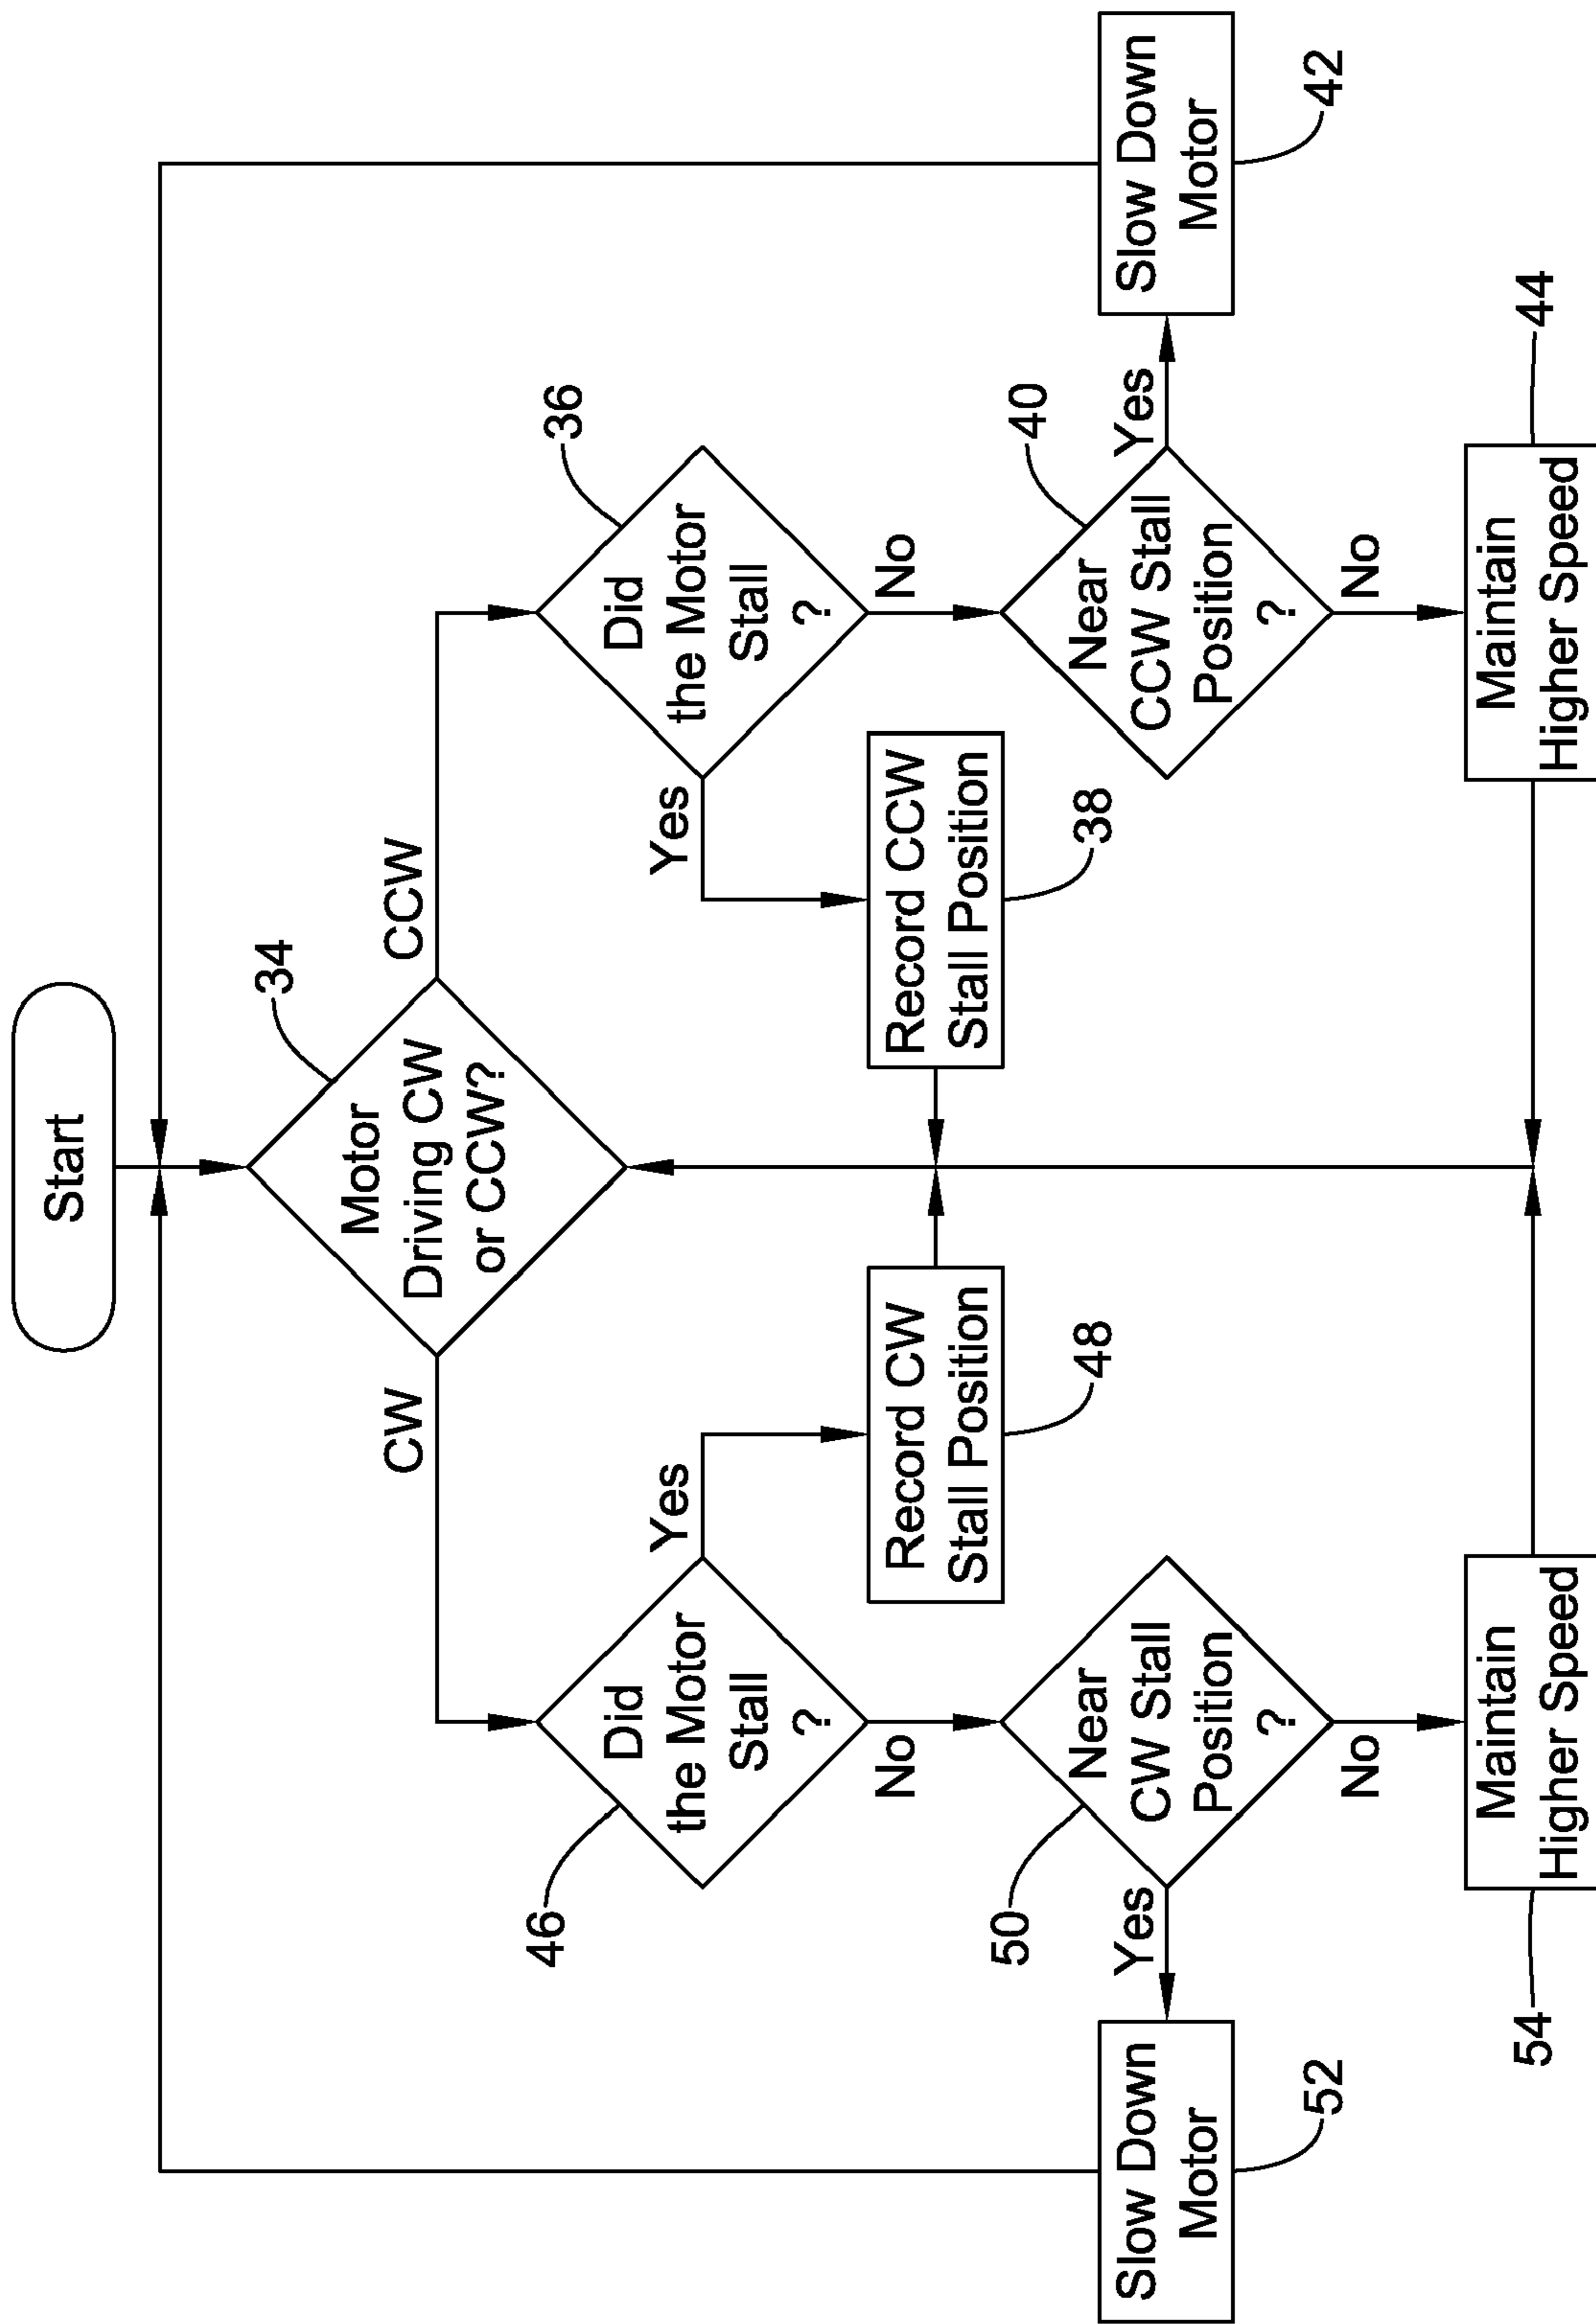 Start
34
Motor
Driving CW
or CCW?
CW
CCW
46
Did
the Motor
Stall
?
Yes
No
36
Did
the Motor
Stall
?
Yes
No
Record CW
Stall Position
48
Record CCW
Stall Position
38
50
Near
CW Stall
Position
?
Yes
No
40
Near
CCW Stall
Position
?
Yes
No
Slow Down
Motor
52
Slow Down
Motor
42
Maintain
Higher Speed
54
Maintain
Higher Speed
44